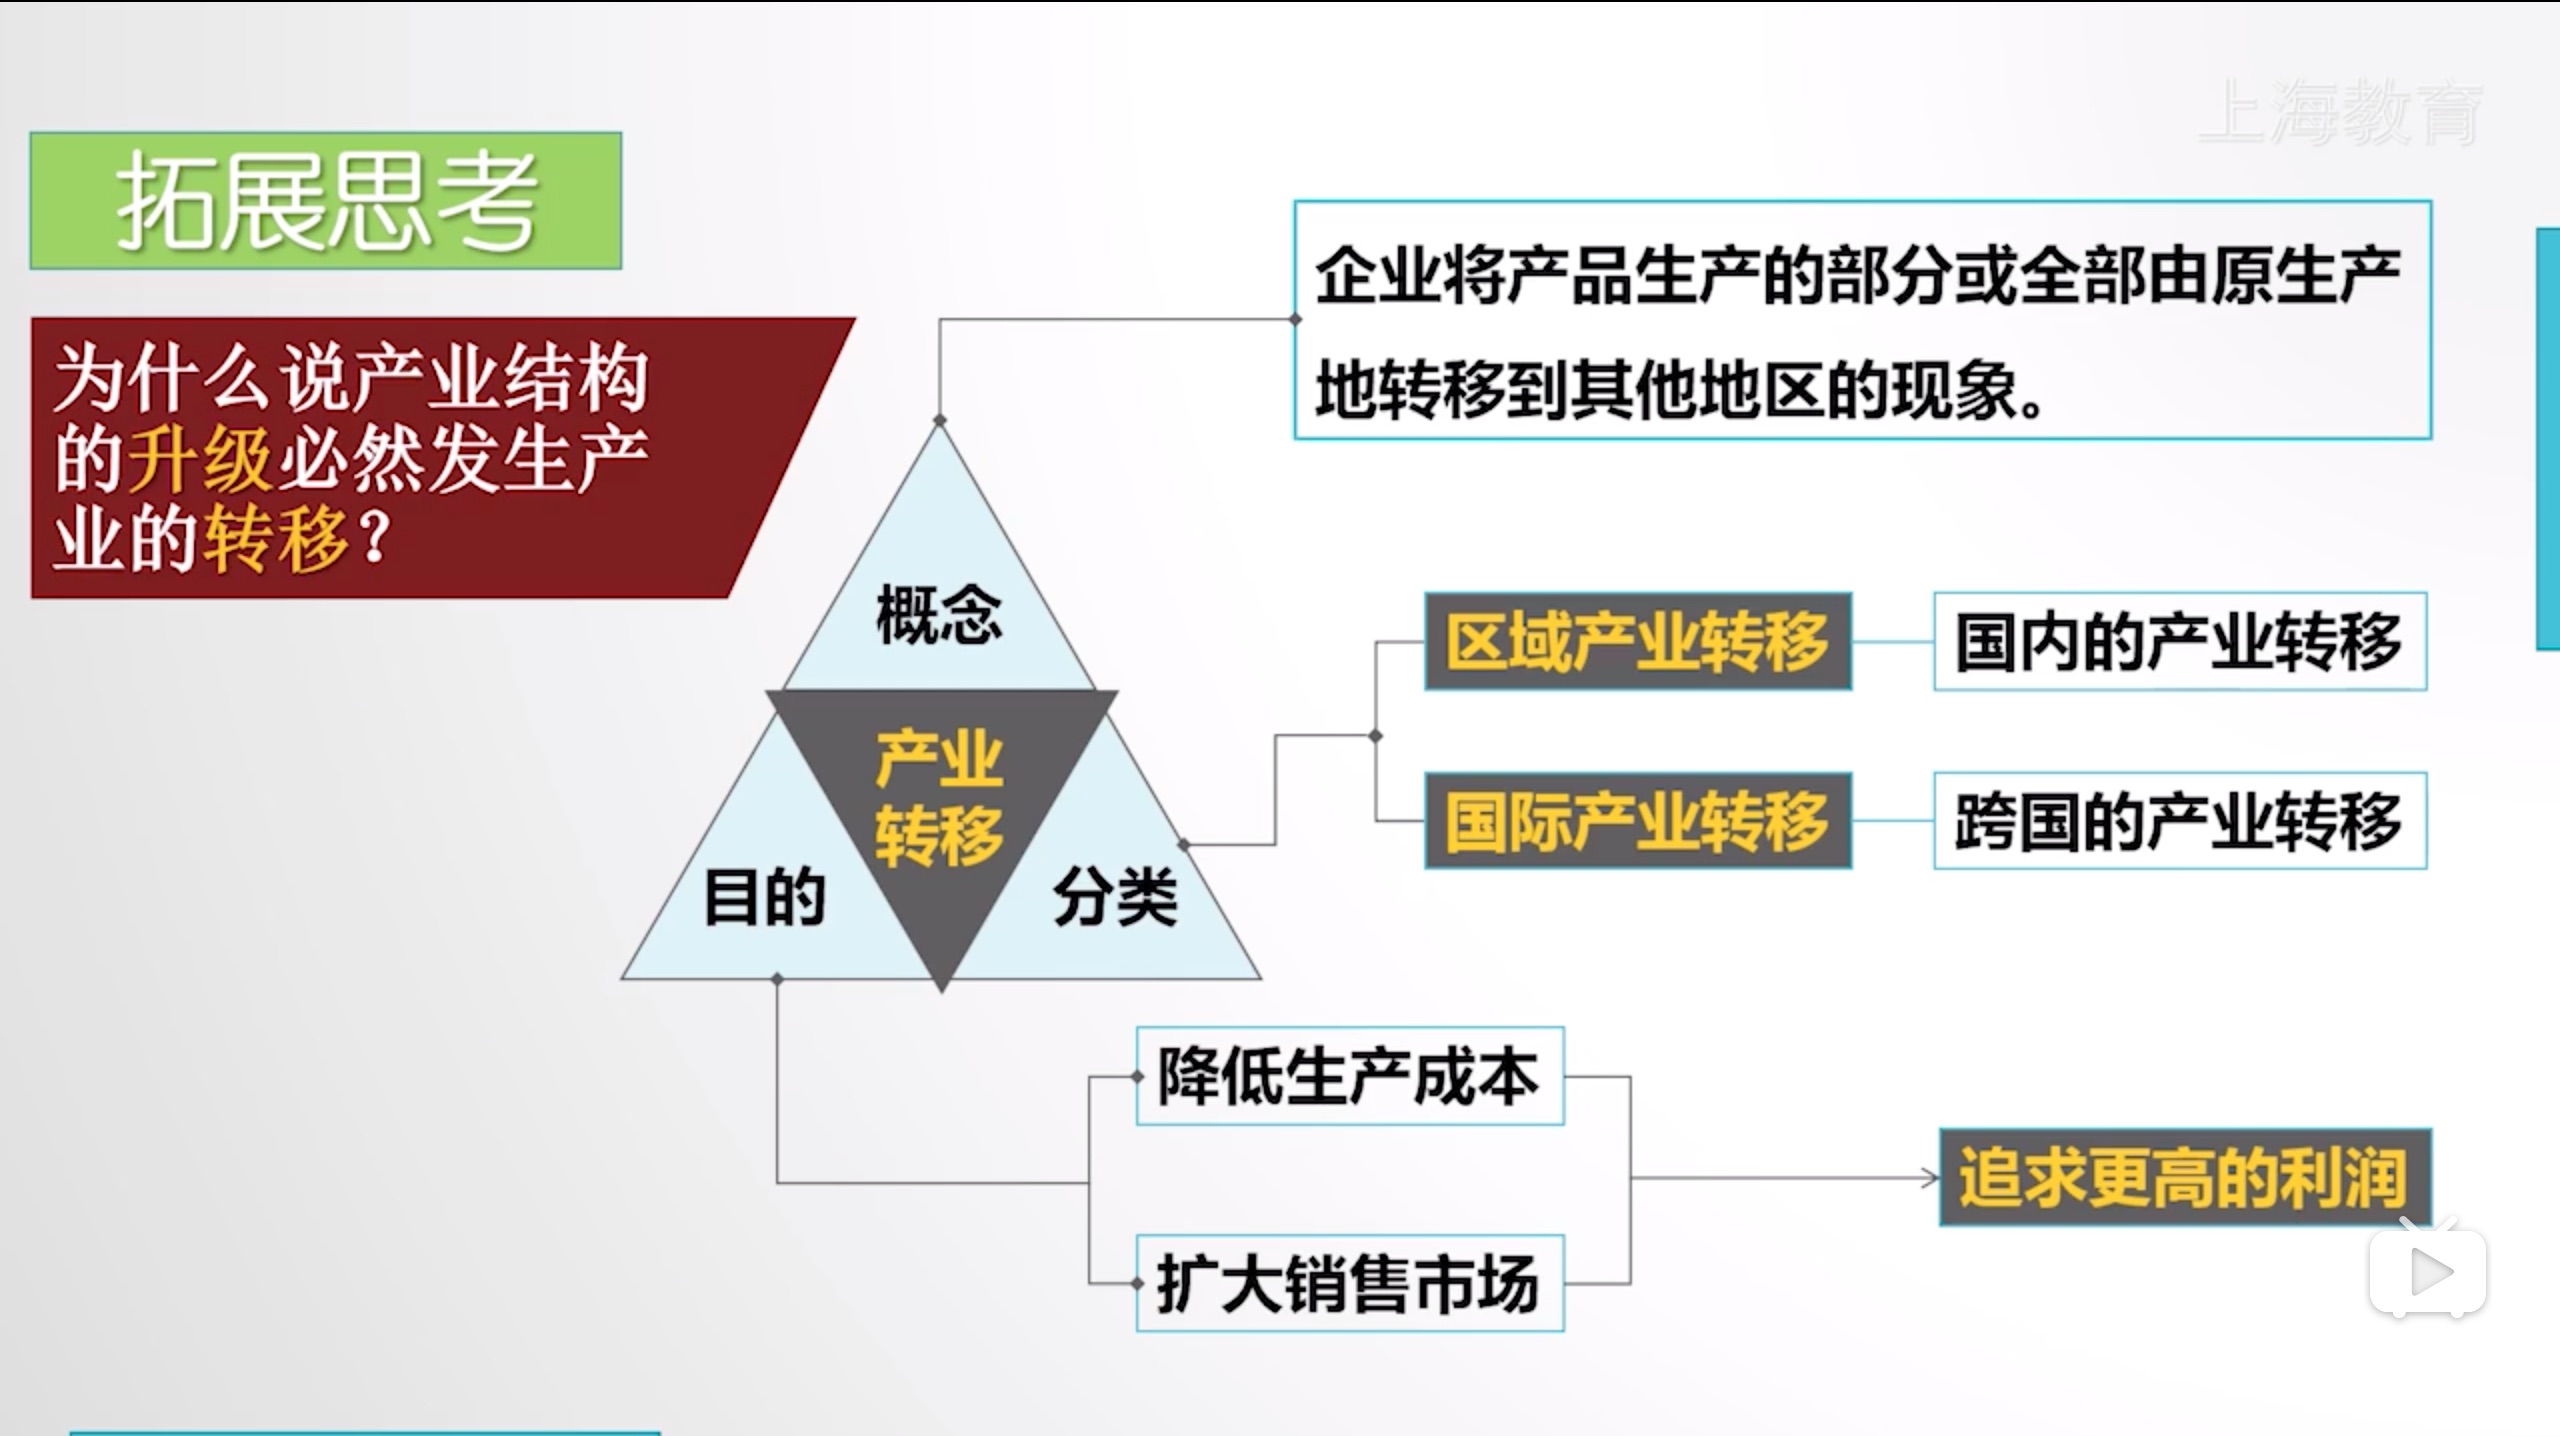 上海教育
拓展思考
为什么说产业结构
的升级必然发生产
业的转移？
企业将产品生产的部分或全部由原生产
地转移到其他地区的现象。
概念
产业
转移
目的
分类
区域产业转移
国内的产业转移
国际产业转移
跨国的产业转移
降低生产成本
扩大销售市场
追求更高的利润